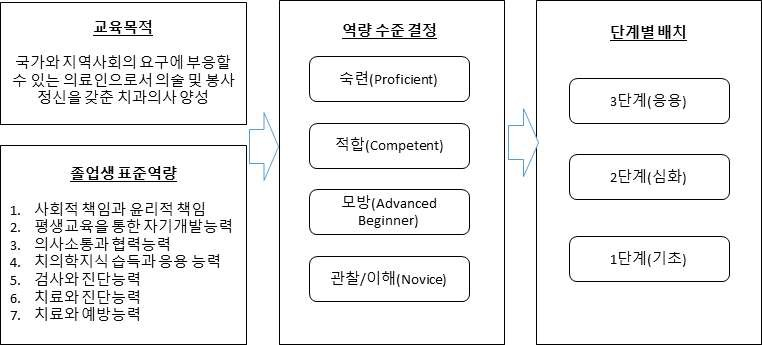 교육목적
국가와 지역사회의 요구에 부응할
수 있는 의료인으로서 의술 및 봉사
정신을 갖춘 치과의사 양성
졸업생 표준역량
1. 사회적 책임과 윤리적 책임
2. 평생교육을 통한 자기개발능력
3. 의사소통과 협력능력
4. 치의학지식 습득과 응용 능력
5. 검사와 진단능력
6. 치료와 진단능력
7. 치료와 예방능력
역량 수준 결정
숙련(Proficient)
적합(Competent)
모방(Advanced
Beginner)
관찰/이해(Novice)
단계별 배치
3단계(응용)
2단계(심화)
1단계(기초)